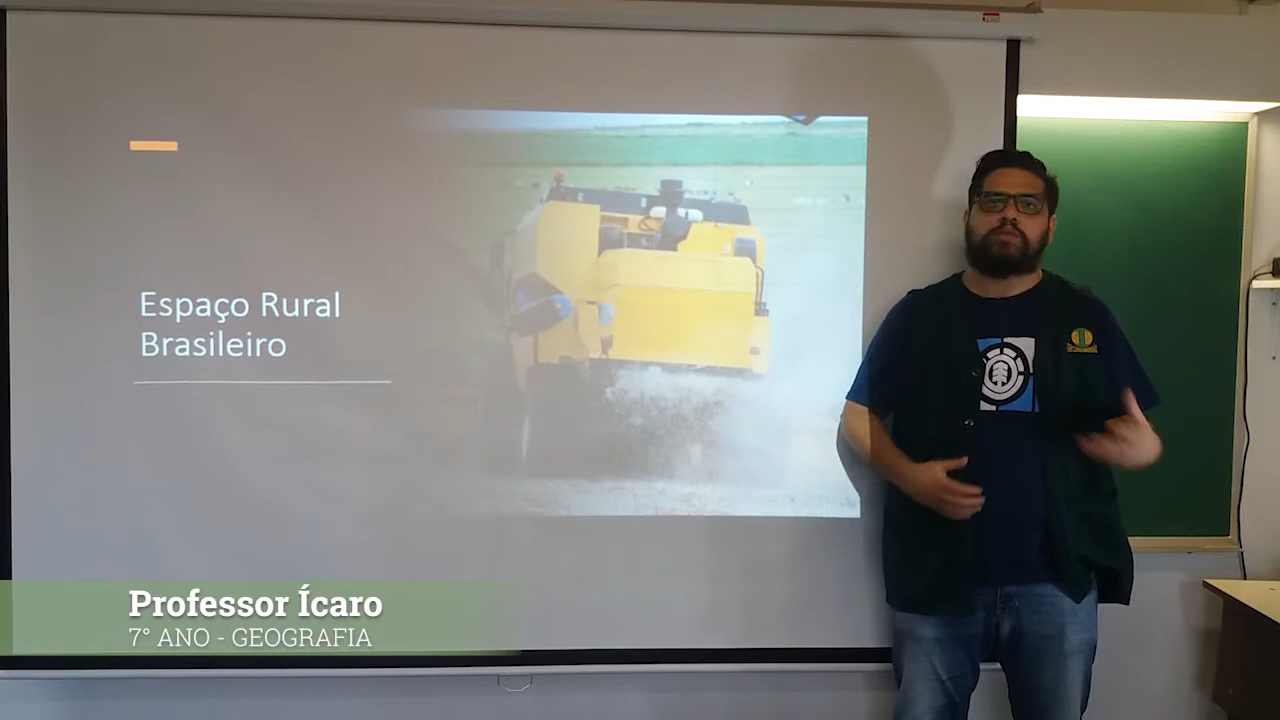 Espaço Rural
Brasileiro
Professor Ícaro
7° ANO - GEOGRAFIA